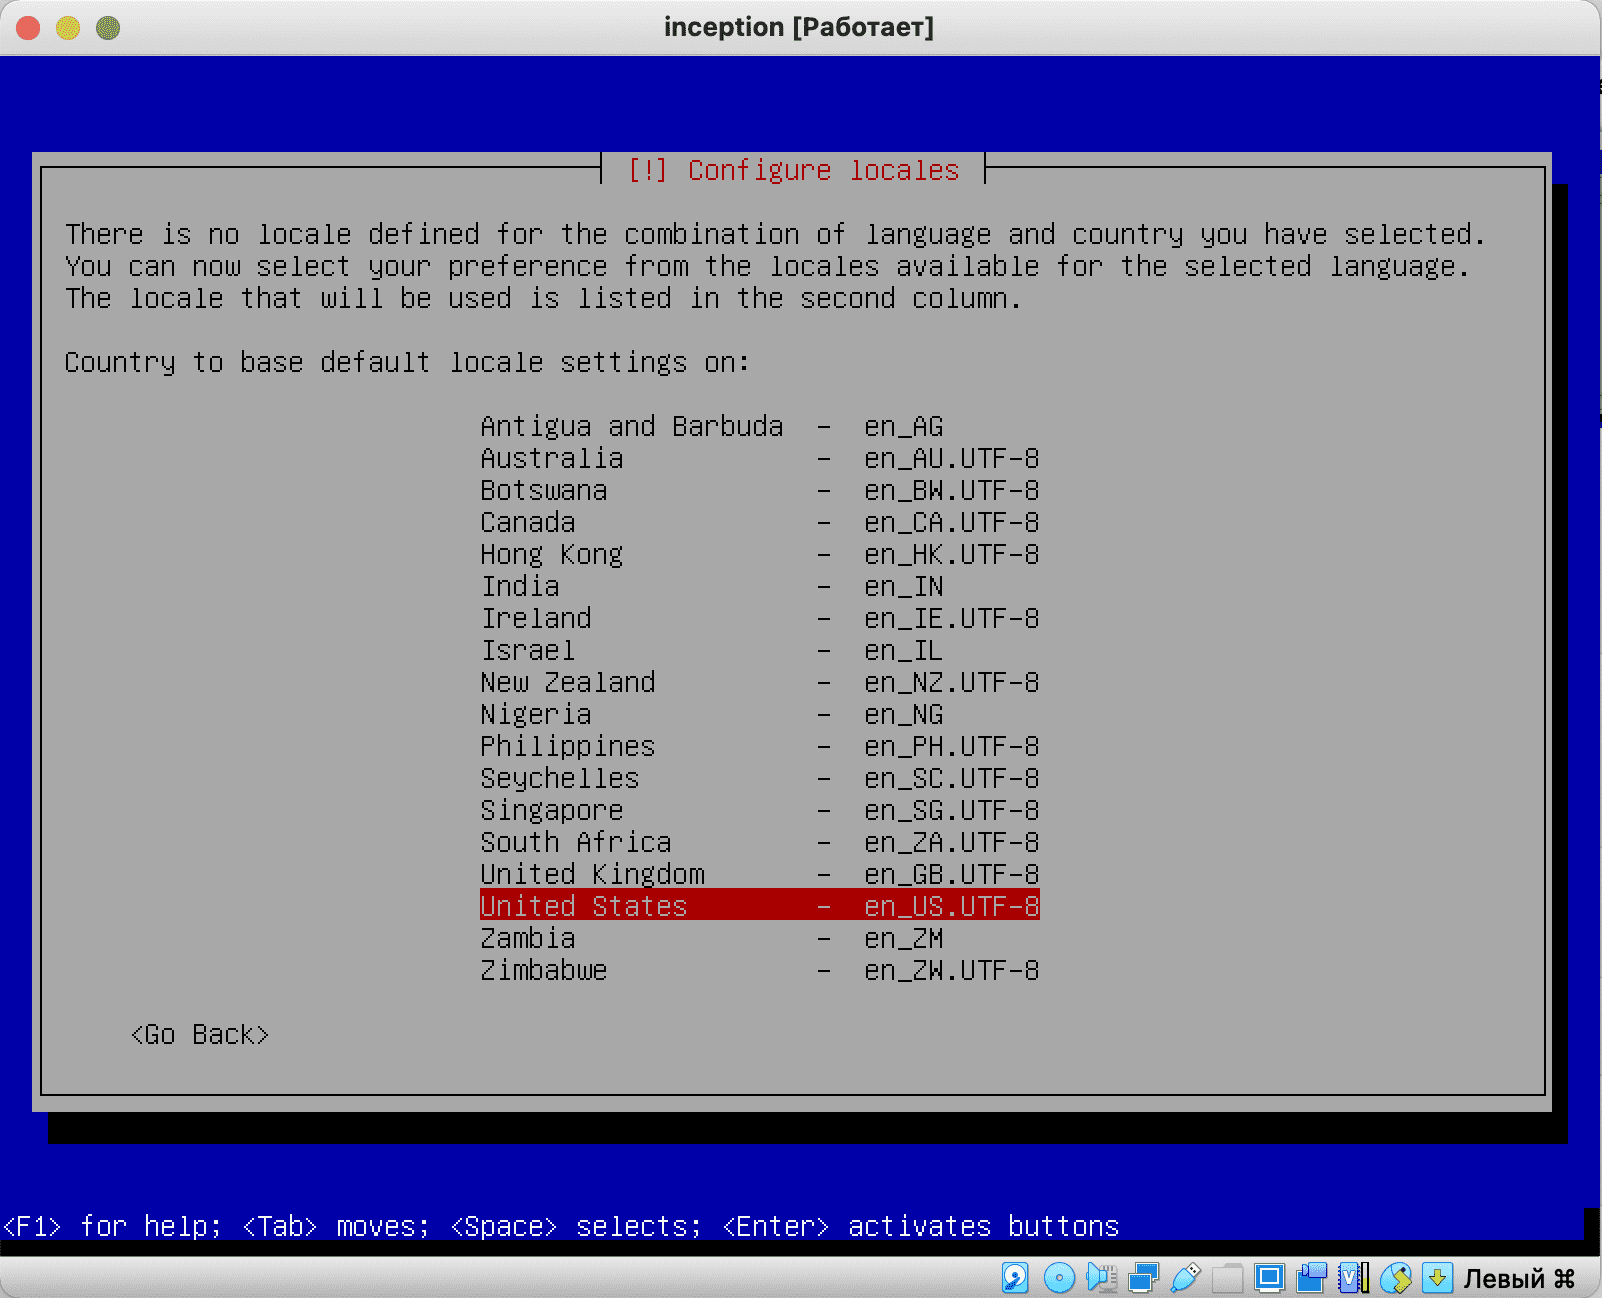 inception [Работает]
[!] Configure locales
There is no locale defined for the combination of language and country you have selected.
You can now select your preference from the locales available for the selected language.
The locale that will be used is listed in the second column.
Country to base default locale settings on:
Antigua and Barbuda - en_AG
Australia - en_AU.UTF-8
Botswana - en_BW.UTF-8
Canada - en_CA.UTF-8
Hong Kong - en_HK.UTF-8
India - en_IN
Ireland - en_IE.UTF-8
Israel - en_IL
New Zealand - en_NZ.UTF-8
Nigeria - en_NG
Philippines - en_PH.UTF-8
Seychelles - en_SC.UTF-8
Singapore - en_SG.UTF-8
South Africa - en_ZA.UTF-8
United Kingdom - en_GB.UTF-8
United States - en_US.UTF-8
Zambia - en_ZM
Zimbabwe - en_ZW.UTF-8
<Go Back>
<F1> for help; <Tab> moves; <Space> selects; <Enter> activates buttons
Левый ⌘